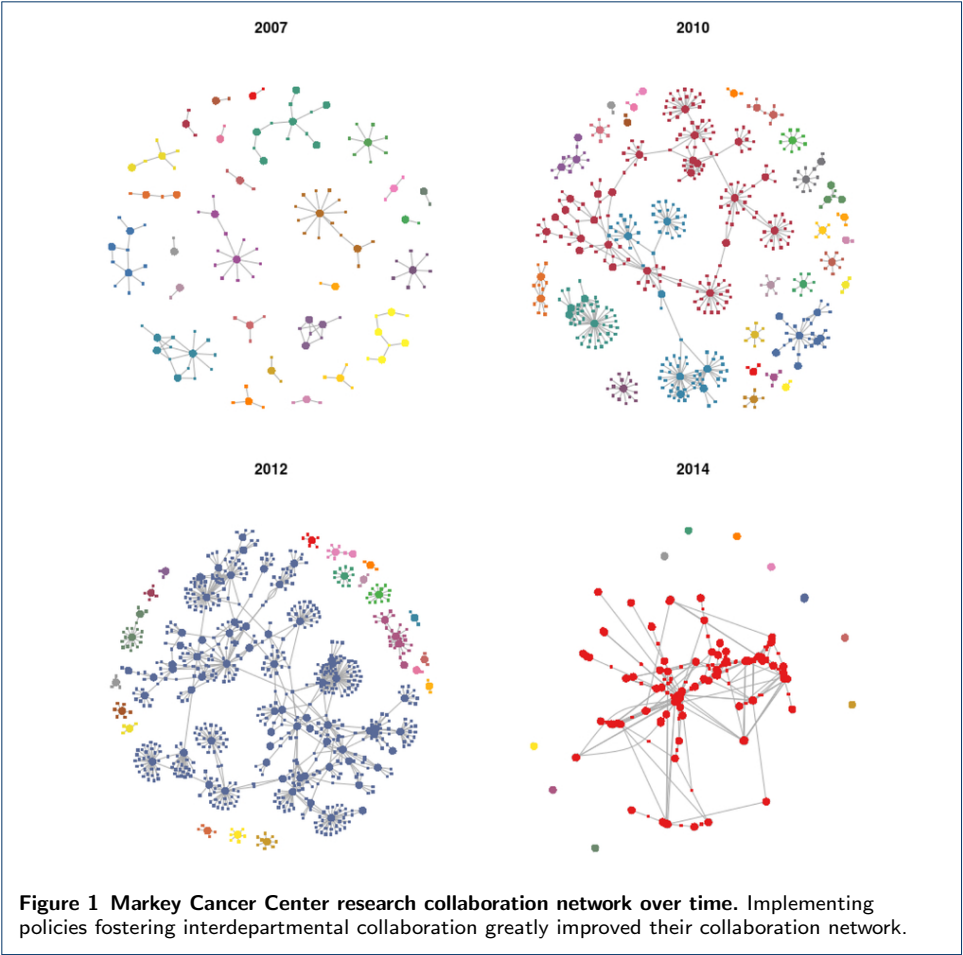 2007
2010
2012
2014
Figure 1 Markey Cancer Center research collaboration network over time. Implementing
policies fostering interdepartmental collaboration greatly improved their collaboration network.